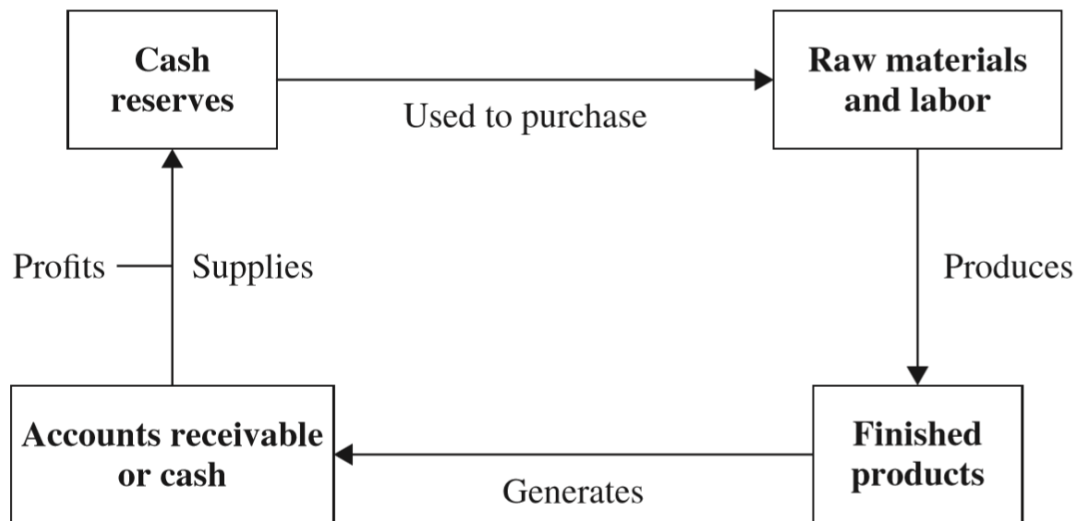 Cash
reserves
Used to purchase
Raw materials
and labor
Profits
Supplies
Produces
Accounts receivable
or cash
Generates
Finished
products